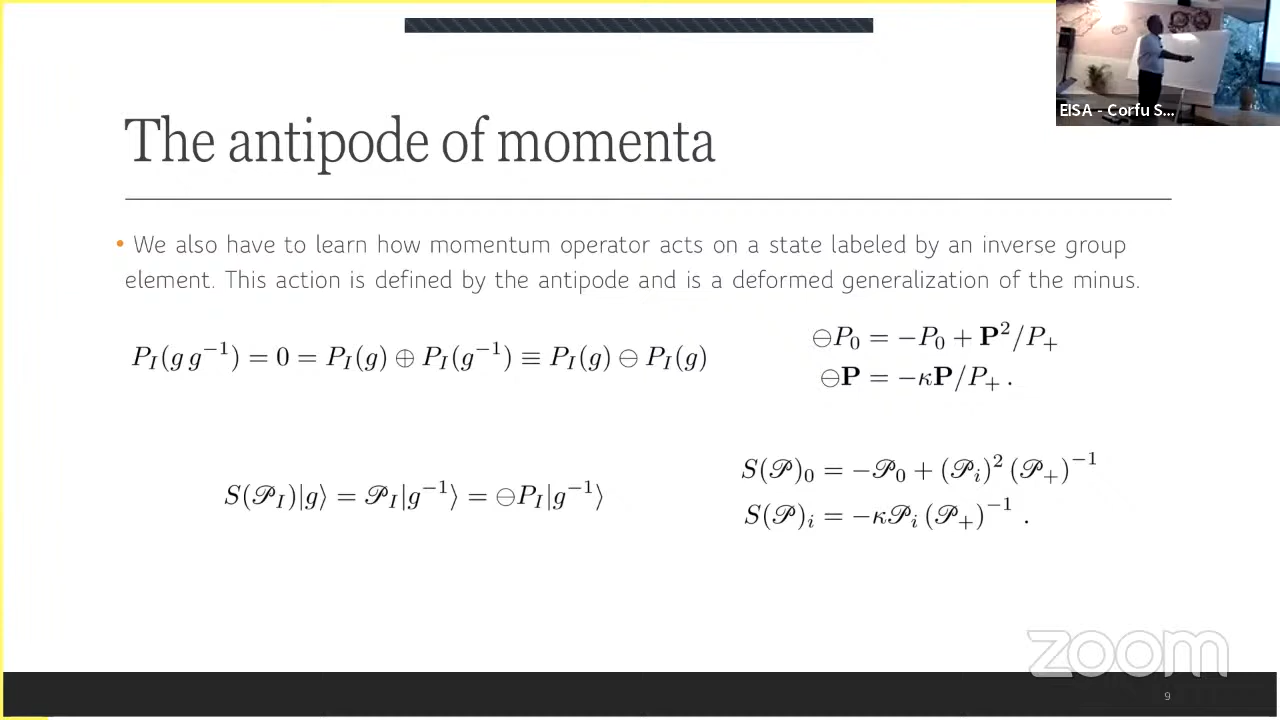 EISA - Corfu S...
The antipode of momenta
• We also have to learn how momentum operator acts on a state labeled by an inverse group
element. This action is defined by the antipode and is a deformed generalization of the minus.
P_I(g g^{-1}) = 0 = P_I(g) ⊕ P_I(g^{-1}) ≡ P_I(g) ⊖ P_I(g)
⊖P_0 = −P_0 + **P**^2/P_+
⊖**P** = −κ**P**/P_+ .
S(𝒫_I)|g⟩ = 𝒫_I|g^{-1}⟩ = ⊖P_I|g^{-1}⟩
S(𝒫)_0 = −𝒫_0 + (𝒫_i)^2 (𝒫_+)^{-1}
S(𝒫)_i = −κ𝒫_i (𝒫_+)^{-1} .
zoom
9